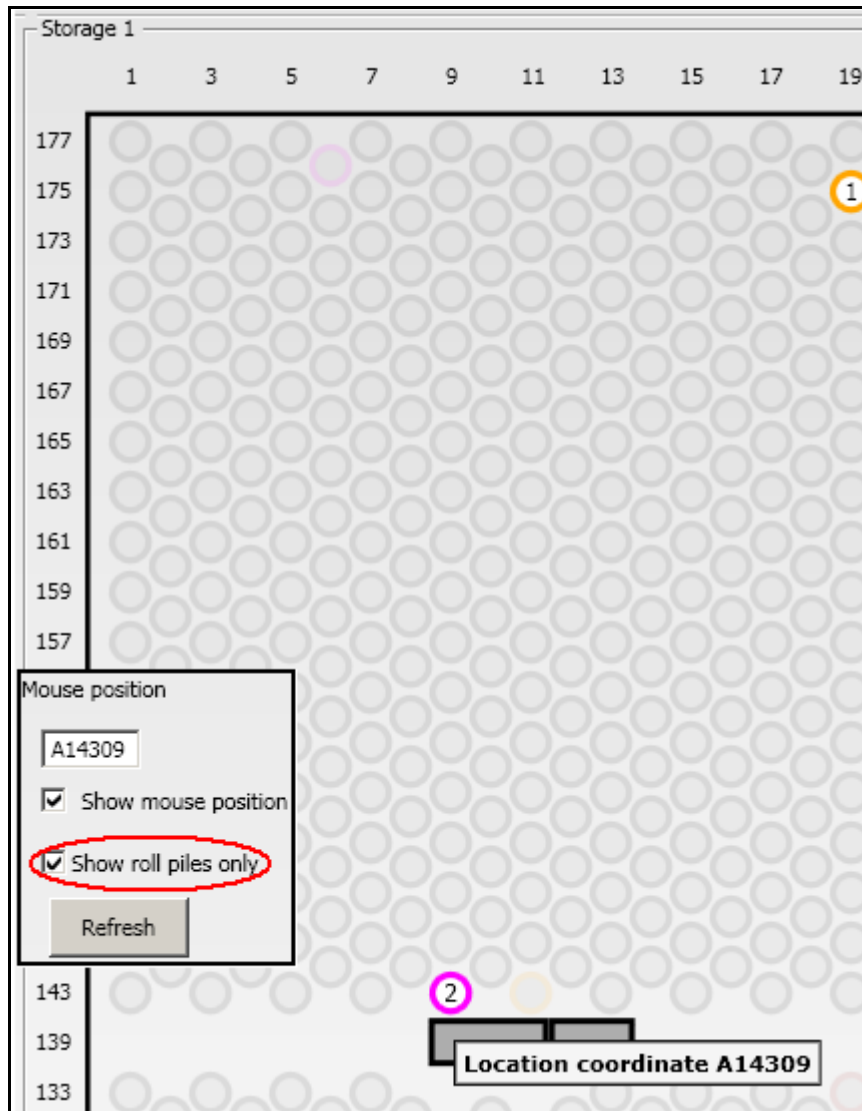 Storage 1
1 3 5 7 9 11 13 15 17 19
177
175 1
173
171
169
167
165
163
161
159
157
Mouse position
A14309
Show mouse position
Show roll piles only
Refresh
143 2
139
Location coordinate A14309
133